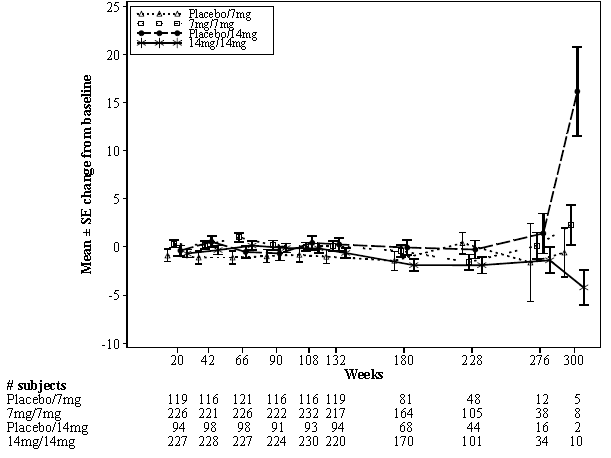 Placebo/7mg
7mg/7mg
Placebo/14mg
14mg/14mg
Mean ± SE change from baseline
25
20
15
10
5
0
-5
-10
20 42 66 90 108 132 180 228 276 300
Weeks
# subjects
Placebo/7mg 119 116 121 116 116 119 81 48 12 5
7mg/7mg 226 221 226 222 232 217 164 105 38 8
Placebo/14mg 94 98 98 91 93 94 68 44 16 2
14mg/14mg 227 228 227 224 230 220 170 101 34 10